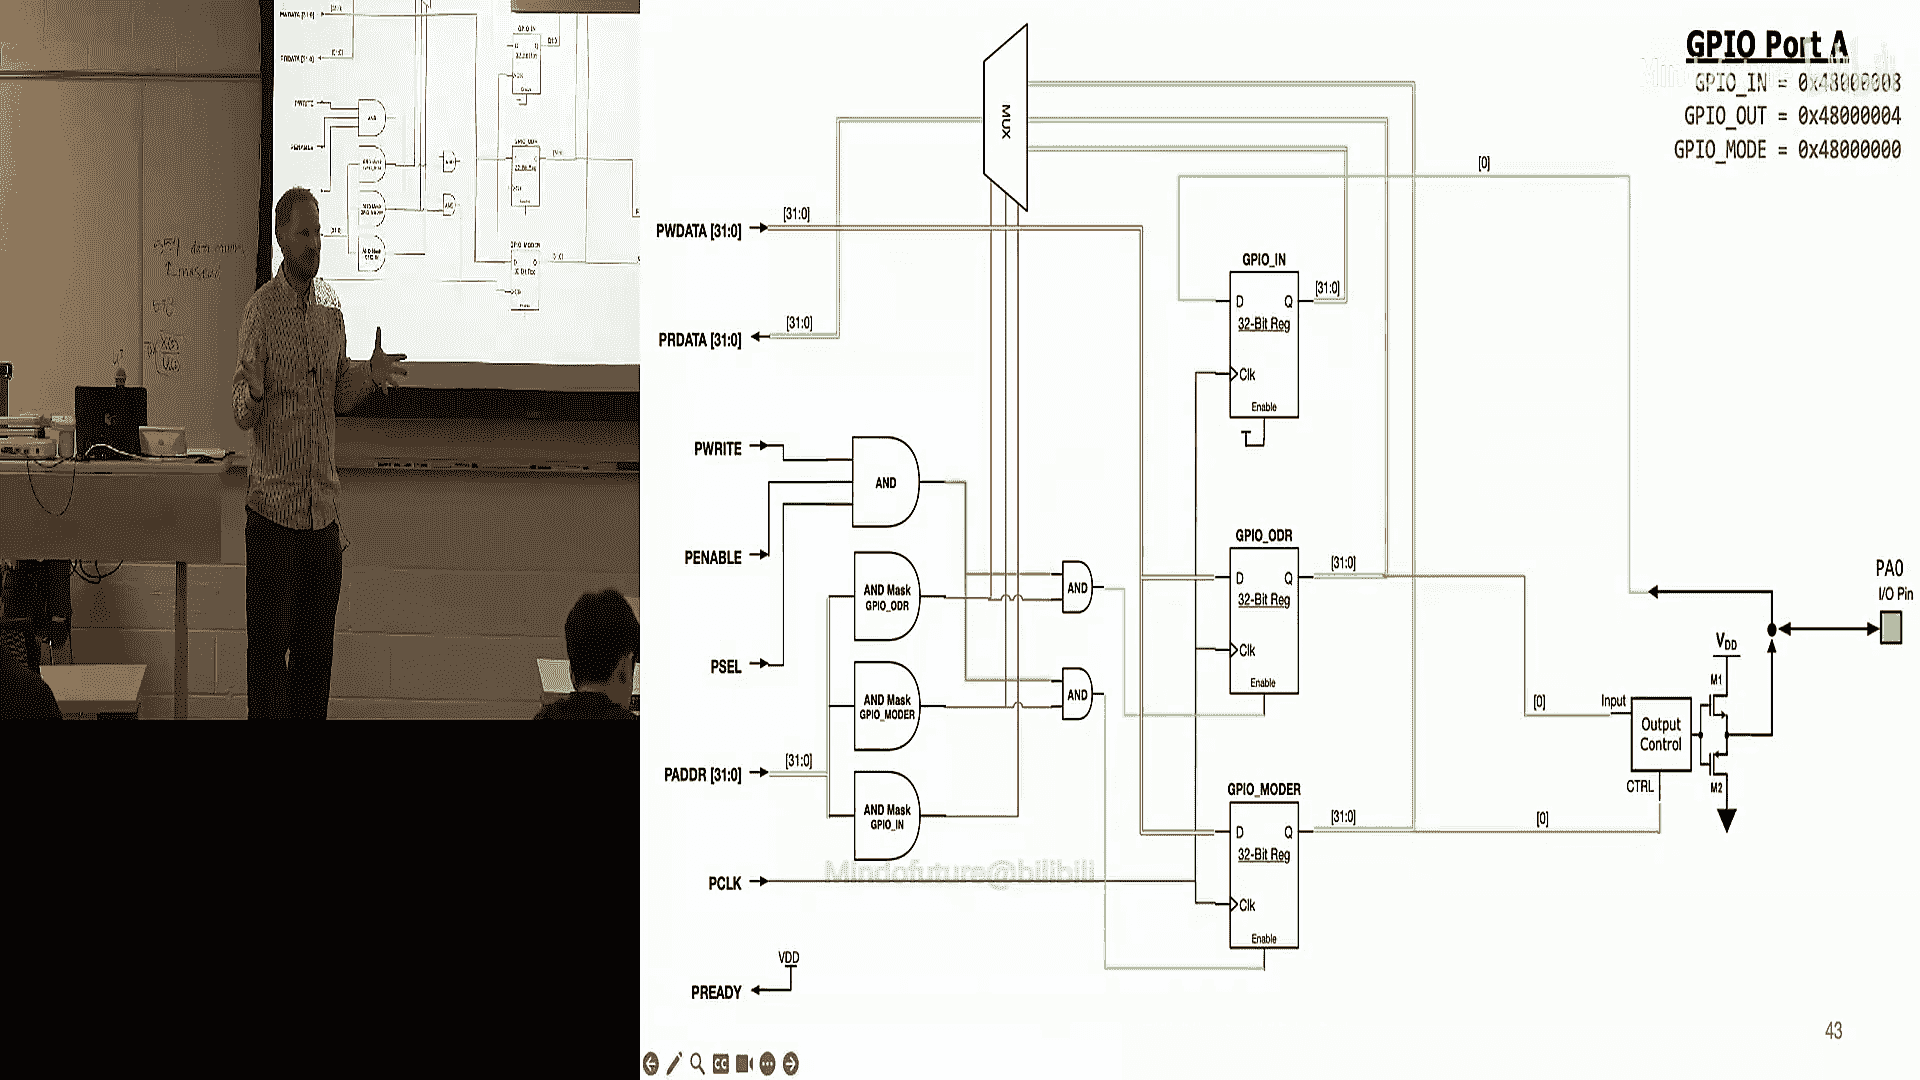 GPIO Port A
GPIO_IN = 0x48000008
GPIO_OUT = 0x48000004
GPIO_MODE = 0x48000000
MUX
[0]
PWDATA [31:0]
[31:0]
PRDATA [31:0]
[31:0]
GPIO_IN
D Q
32-Bit Reg
Clk
Enable
[31:0]
PWRITE
AND
PENABLE
PSEL
AND Mask
GPIO_ODR
AND
AND Mask
GPIO_MODER
AND
AND Mask
GPIO_IN
PADDR [31:0]
[31:0]
GPIO_ODR
D Q
32-Bit Reg
Clk
Enable
[31:0]
PA0
I/O Pin
VDD
M1
[0]
Input
Output
Control
CTRL
M2
GPIO_MODER
D Q
32-Bit Reg
Clk
Enable
[31:0]
[0]
PCLK
Mindofuture@bilibili
VDD
PREADY
43
CC